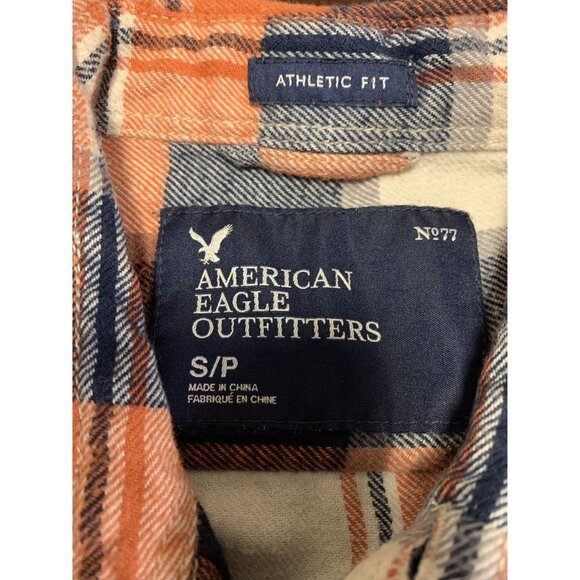 ATHLETIC FIT
Nº77
AMERICAN
EAGLE
OUTFITTERS
S/P
MADE IN CHINA
FABRIQUÉ EN CHINE